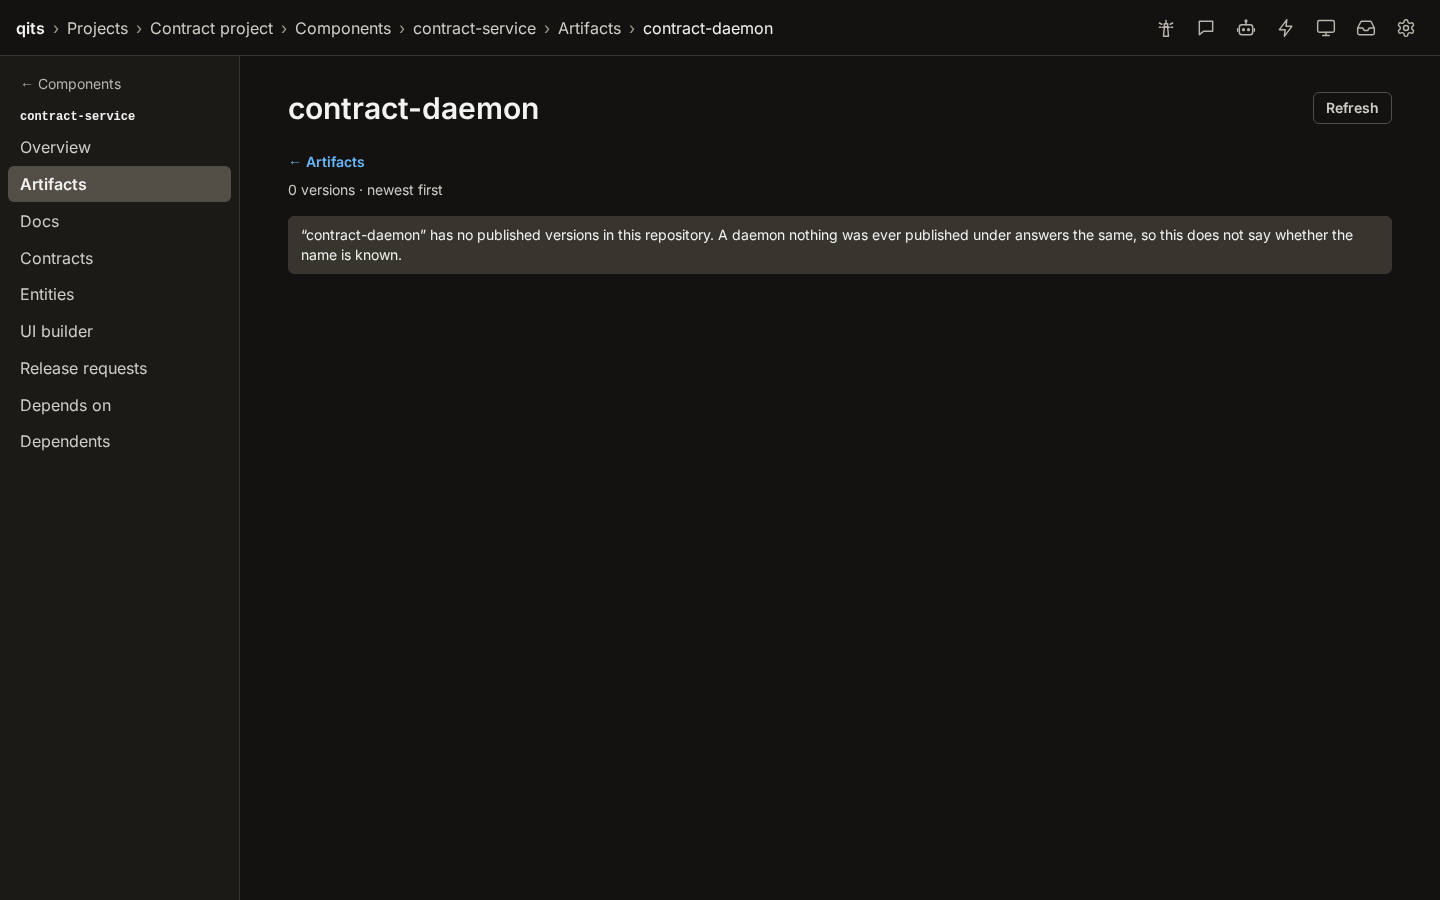 qits › Projects › Contract project › Components › contract-service › Artifacts › contract-daemon
← Components
contract-service
Overview
Artifacts
Docs
Contracts
Entities
UI builder
Release requests
Depends on
Dependents
contract-daemon
Refresh
← Artifacts
0 versions · newest first
“contract-daemon” has no published versions in this repository. A daemon nothing was ever published under answers the same, so this does not say whether the
name is known.